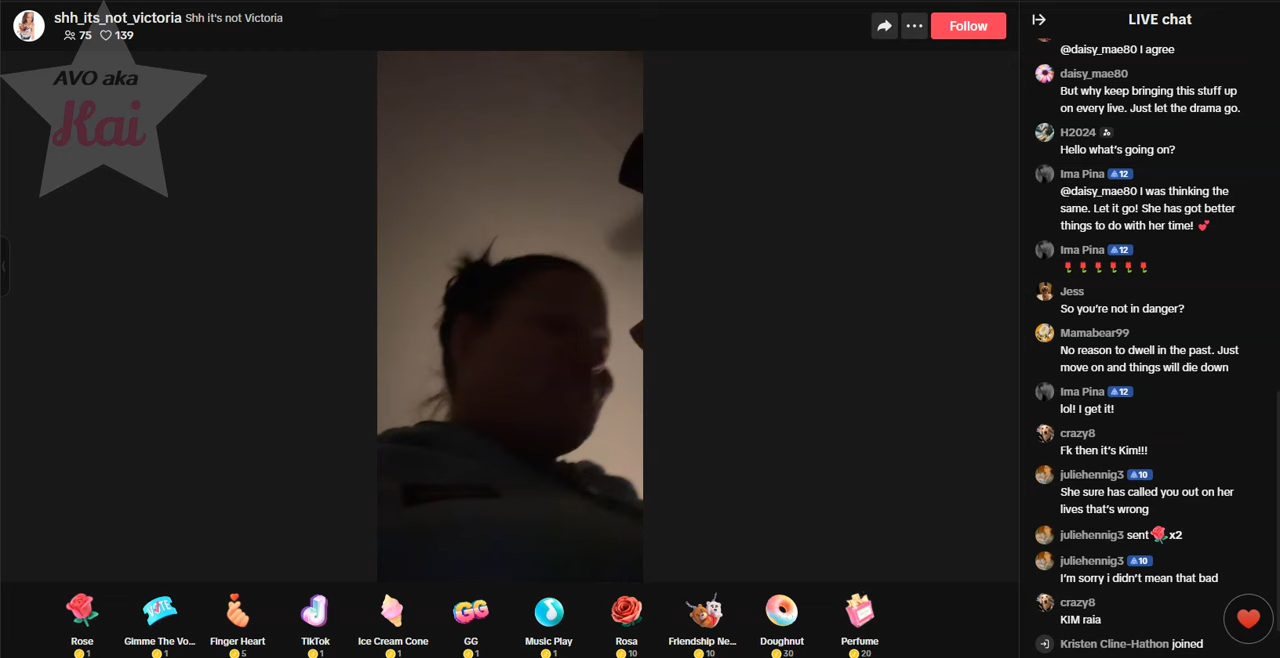 shh_its_not_victoria Shh it's not Victoria
75 139
Follow
AVO aka
Kai
LIVE chat
@daisy_mae80 I agree
daisy_mae80
But why keep bringing this stuff up
on every live. Just let the drama go.
H2024
Hello what's going on?
Ima Pina 12
@daisy_mae80 I was thinking the
same. Let it go! She has got better
things to do with her time! 💕
Ima Pina 12
🌹🌹🌹🌹🌹🌹
Jess
So you're not in danger?
Mamabear99
No reason to dwell in the past. Just
move on and things will die down
Ima Pina 12
lol! I get it!
crazy8
Fk then it's Kim!!!
juliehennig3 10
She sure has called you out on her
lives that's wrong
juliehennig3 sent 🌹 x2
juliehennig3 10
I'm sorry i didn't mean that bad
crazy8
KIM raia
Kristen Cline-Hathon joined
Rose
1
VOTE
Gimme The Vo...
1
Finger Heart
5
TikTok
1
Ice Cream Cone
1
GG
GG
1
Music Play
1
Rosa
10
Friendship Ne...
10
Doughnut
30
Perfume
20